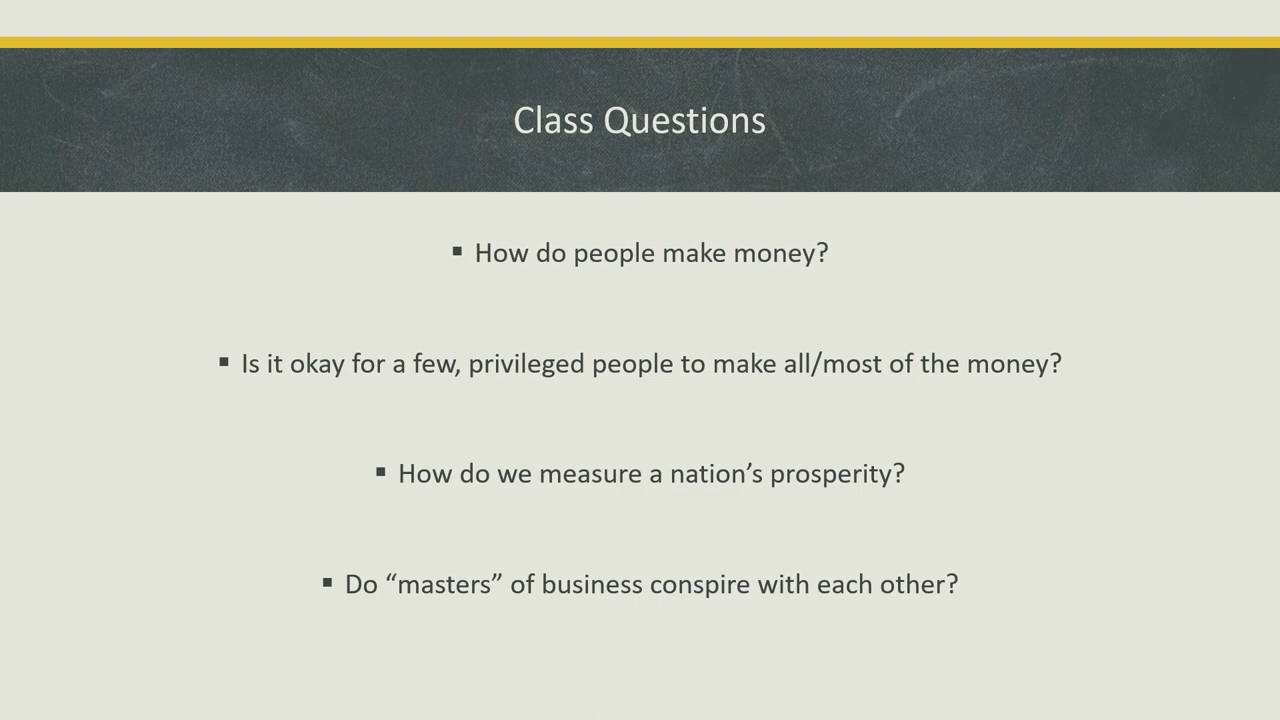 Class Questions
▪ How do people make money?
▪ Is it okay for a few, privileged people to make all/most of the money?
▪ How do we measure a nation’s prosperity?
▪ Do “masters” of business conspire with each other?